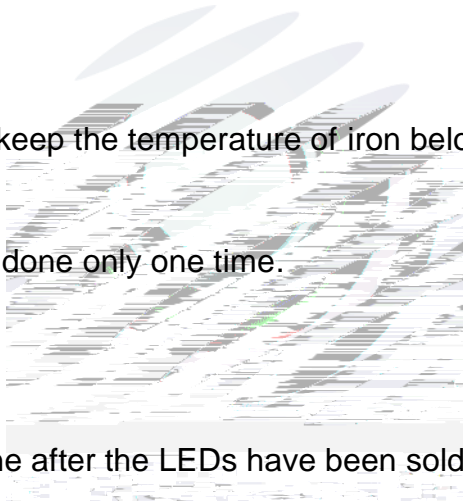 keep the temperature of iron belo
done only one time.
ne after the LEDs have been sold